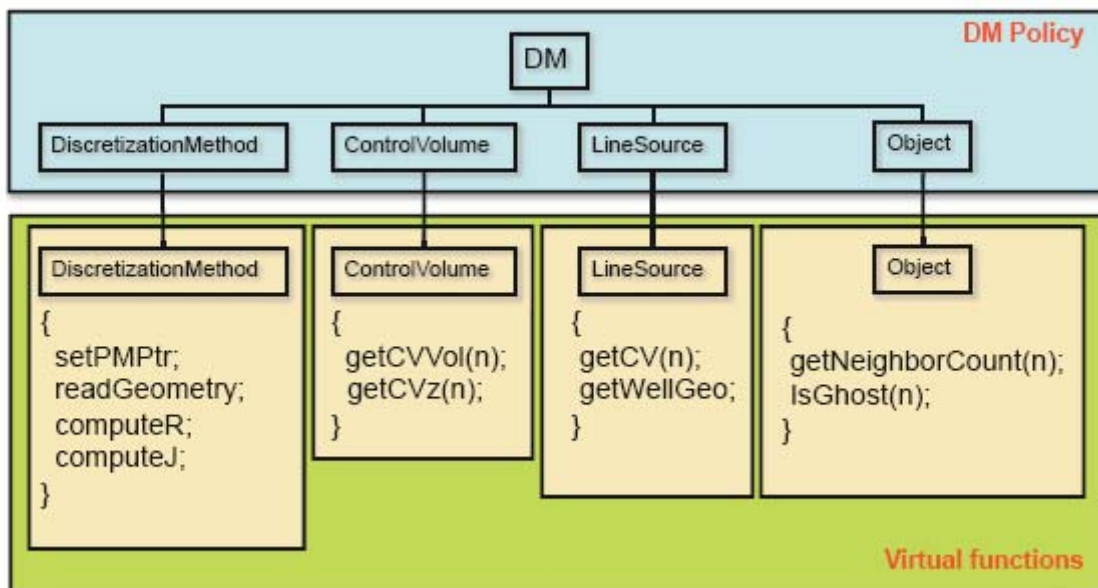 DM Policy
DM
DiscretizationMethod
ControlVolume
LineSource
Object
DiscretizationMethod
{
setPMPtr;
readGeometry;
computeR;
computeJ;
}
ControlVolume
{
getCVVol(n);
getCVz(n);
}
LineSource
{
getCV(n);
getWellGeo;
}
Object
{
getNeighborCount(n);
IsGhost(n);
}
Virtual functions